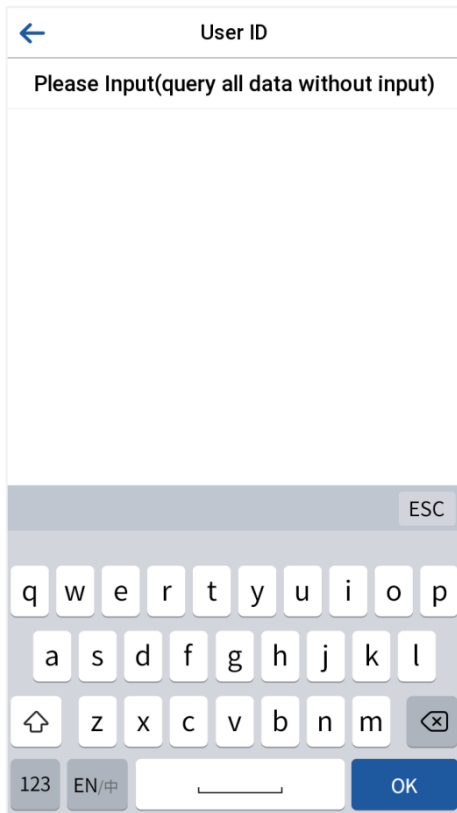 User ID
Please Input(query all data without input)
ESC
q w e r t y u i o p
a s d f g h j k l
z x c v b n m
123 EN/中 OK